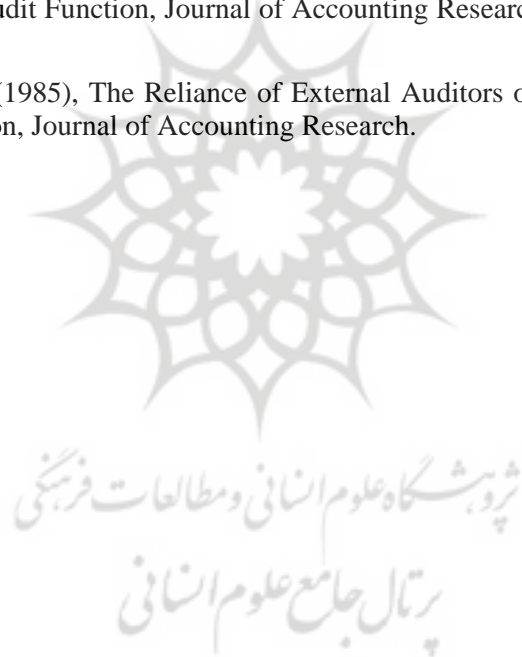 udit Function, Journal of Accounting Researc
(1985), The Reliance of External Auditors o
on, Journal of Accounting Research.
پژوهشگاه علوم انسانی و مطالعات فرهنگی
پرتال جامع علوم انسانی